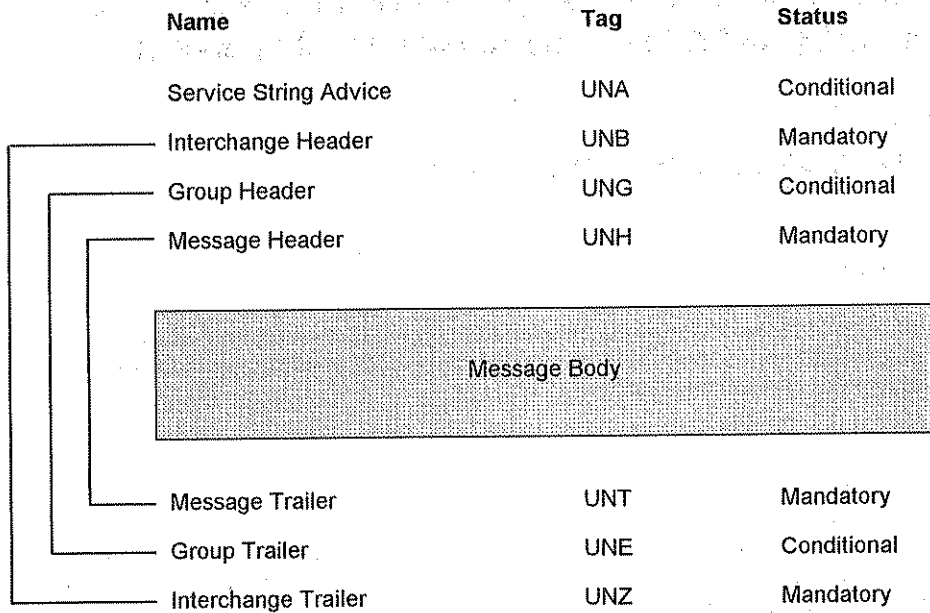 Name Tag Status
Service String Advice UNA Conditional
Interchange Header UNB Mandatory
Group Header UNG Conditional
Message Header UNH Mandatory
Message Body
Message Trailer UNT Mandatory
Group Trailer UNE Conditional
Interchange Trailer UNZ Mandatory